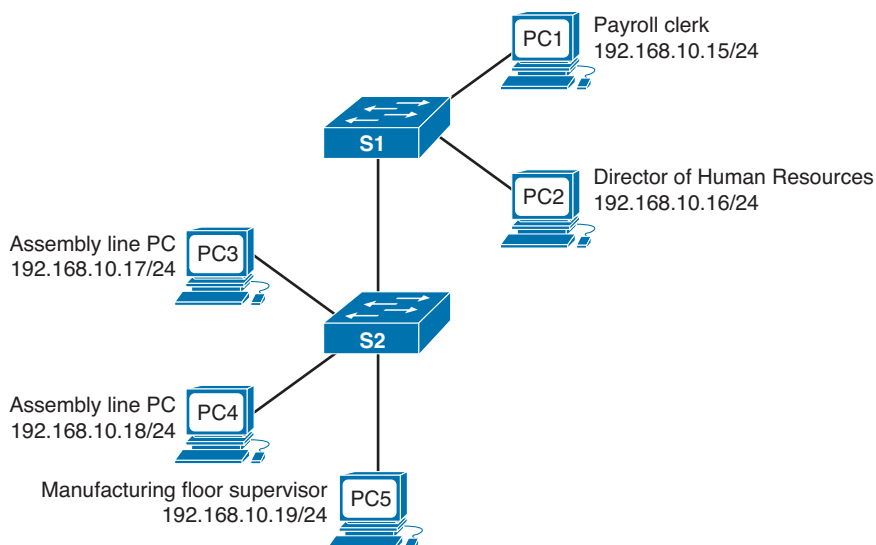 PC1
Payroll clerk
192.168.10.15/24
S1
PC2
Director of Human Resources
192.168.10.16/24
Assembly line PC
192.168.10.17/24
PC3
S2
Assembly line PC
192.168.10.18/24
PC4
Manufacturing floor supervisor
192.168.10.19/24
PC5